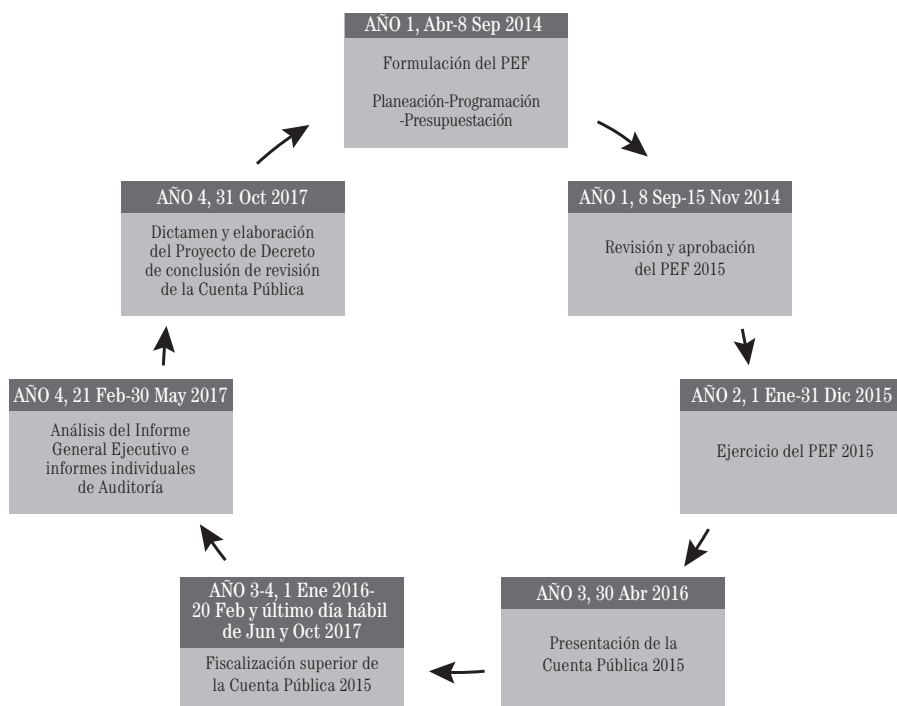 AÑO 1, Abr-8 Sep 2014
Formulación del PEF
Planeación-Programación
-Presupuestación
AÑO 1, 8 Sep-15 Nov 2014
Revisión y aprobación
del PEF 2015
AÑO 2, 1 Ene-31 Dic 2015
Ejercicio del PEF 2015
AÑO 3, 30 Abr 2016
Presentación de la
Cuenta Pública 2015
AÑO 3-4, 1 Ene 2016-
20 Feb y último día hábil
de Jun y Oct 2017
Fiscalización superior de
la Cuenta Pública 2015
AÑO 4, 21 Feb-30 May 2017
Análisis del Informe
General Ejecutivo e
informes individuales
de Auditoría
AÑO 4, 31 Oct 2017
Dictamen y elaboración
del Proyecto de Decreto
de conclusión de revisión
de la Cuenta Pública